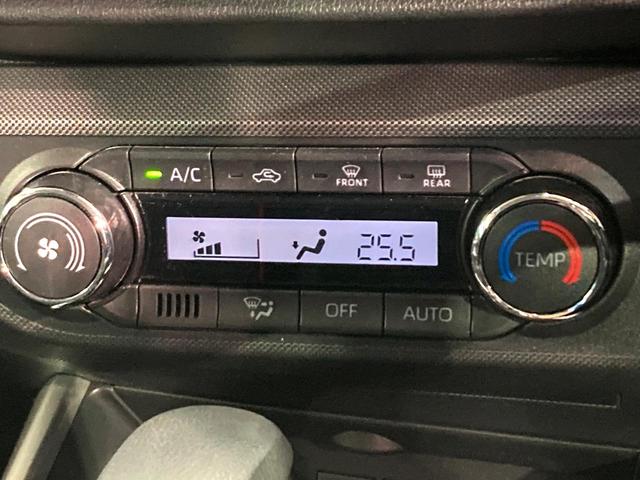 A/C
FRONT
REAR
25.5
TEMP
OFF
AUTO